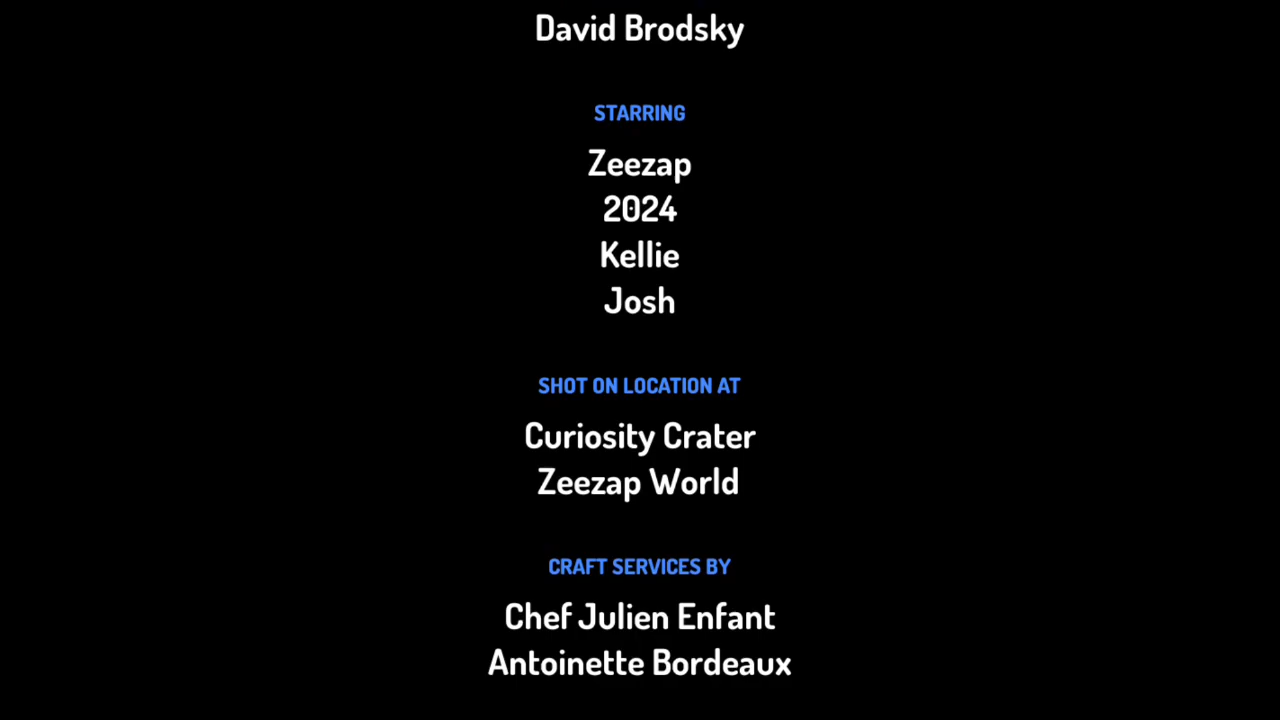 David Brodsky
STARRING
Zeezap
2024
Kellie
Josh
SHOT ON LOCATION AT
Curiosity Crater
Zeezap World
CRAFT SERVICES BY
Chef Julien Enfant
Antoinette Bordeaux